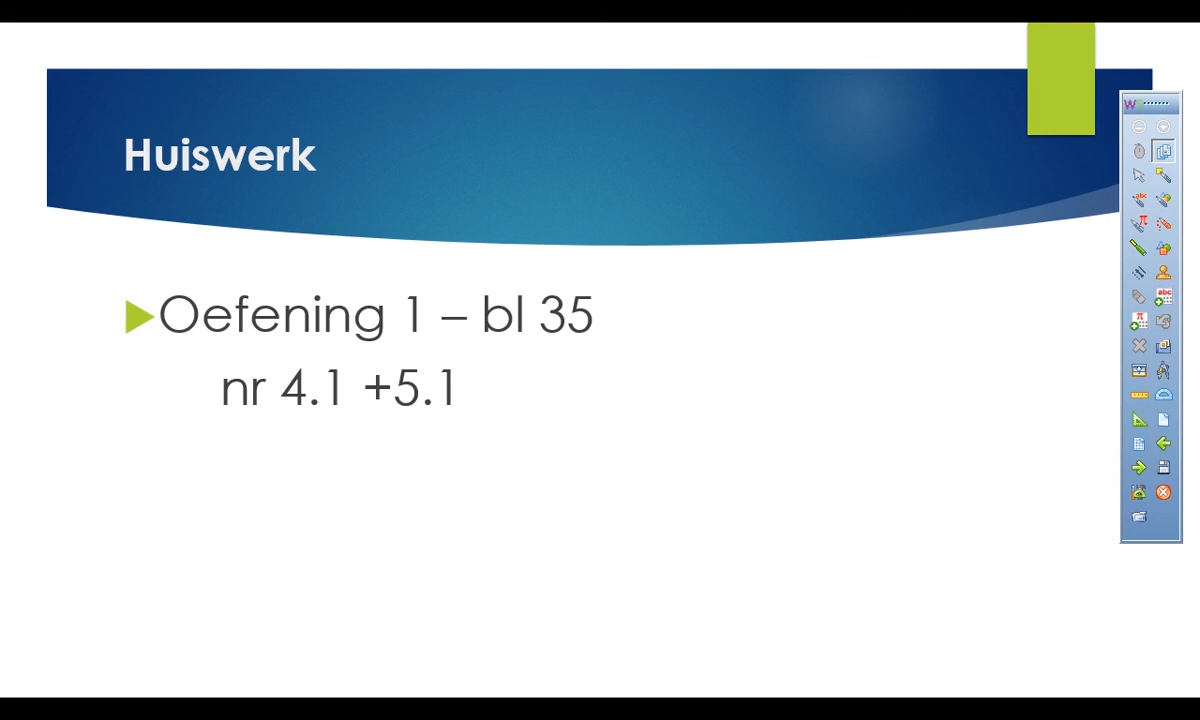 Huiswerk
Oefening 1 – bl 35
nr 4.1 +5.1